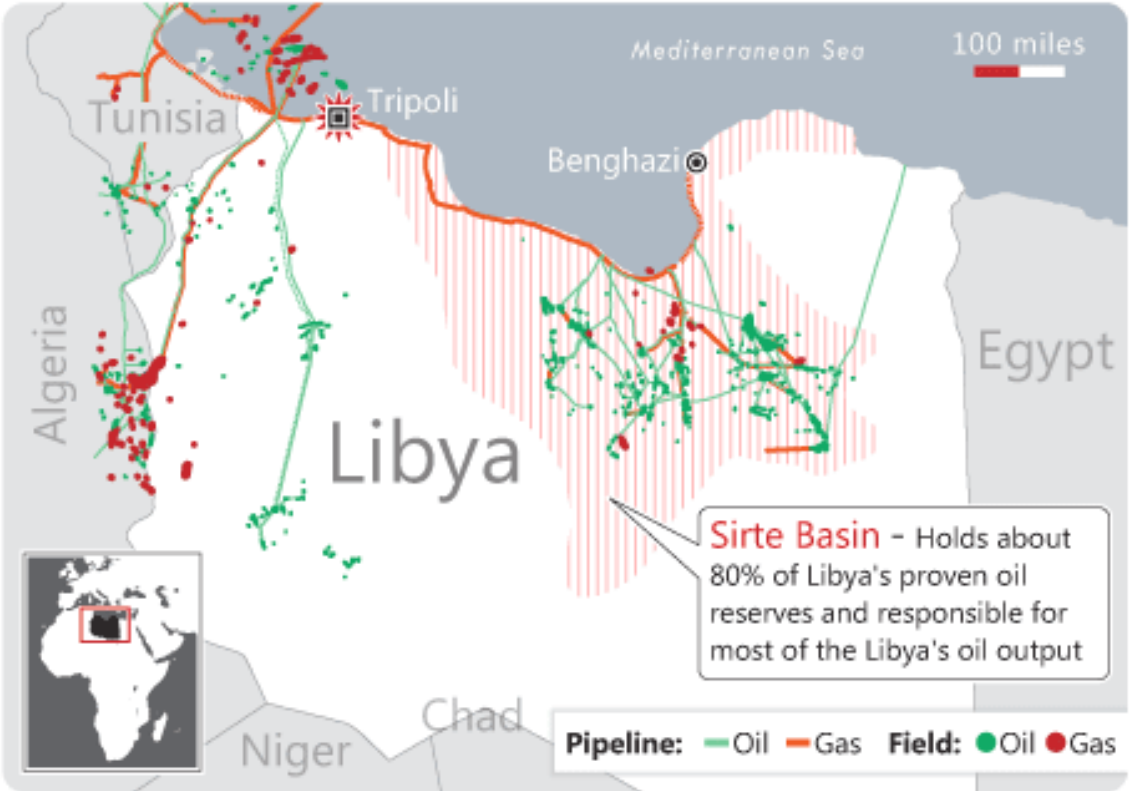 Mediterranean Sea
100 miles
Tunisia
Tripoli
Benghazi
Algeria
Egypt
Libya
Sirte Basin - Holds about
80% of Libya's proven oil
reserves and responsible for
most of the Libya's oil output
Chad
Niger
Pipeline: Oil Gas Field: Oil Gas